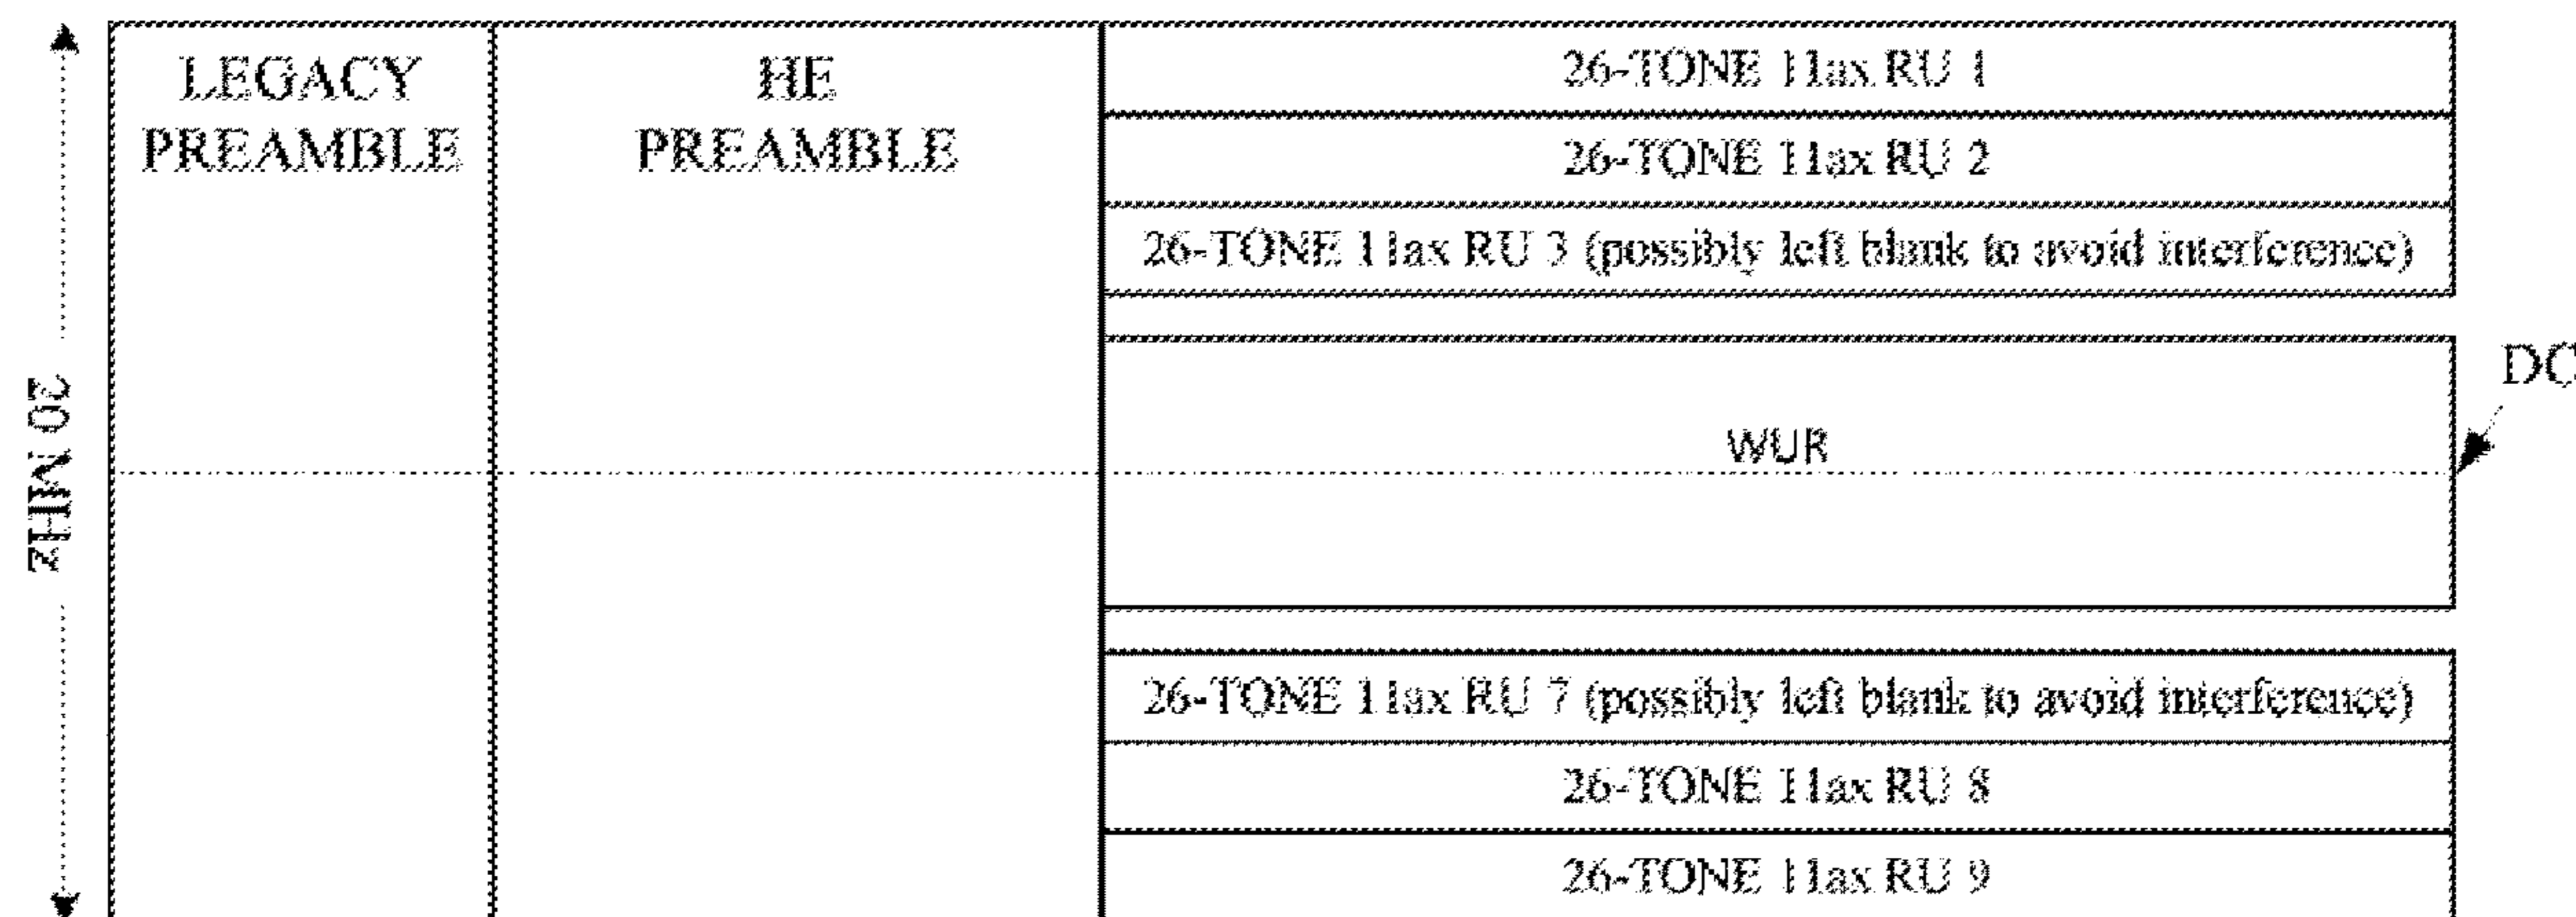 LEGACY
PREAMBLE
HE
PREAMBLE
26-TONE 11ax RU 1
26-TONE 11ax RU 2
26-TONE 11ax RU 3 (possibly left blank to avoid interference)
DC
20 MHz
WUR
26-TONE 11ax RU 7 (possibly left blank to avoid interference)
26-TONE 11ax RU 8
26-TONE 11ax RU 9